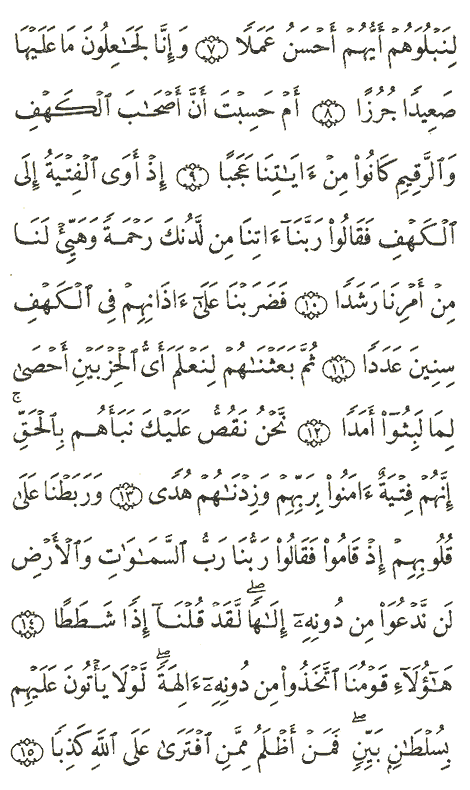 لِنَبْلُوَهُمْ أَيُّهُمْ أَحْسَنُ عَمَلًا ٧ وَإِنَّا لَجَٰعِلُونَ مَا عَلَيْهَا
صَعِيدًا جُرُزًا ٨ أَمْ حَسِبْتَ أَنَّ أَصْحَٰبَ ٱلْكَهْفِ
وَٱلرَّقِيمِ كَانُوا۟ مِنْ ءَايَٰتِنَا عَجَبًا ٩ إِذْ أَوَى ٱلْفِتْيَةُ إِلَى
ٱلْكَهْفِ فَقَالُوا۟ رَبَّنَآ ءَاتِنَا مِن لَّدُنكَ رَحْمَةً وَهَيِّئْ لَنَا
مِنْ أَمْرِنَا رَشَدًا ١٠ فَضَرَبْنَا عَلَىٰٓ ءَاذَانِهِمْ فِى ٱلْكَهْفِ
سِنِينَ عَدَدًا ١١ ثُمَّ بَعَثْنَٰهُمْ لِنَعْلَمَ أَىُّ ٱلْحِزْبَيْنِ أَحْصَىٰ
لِمَا لَبِثُوٓا۟ أَمَدًا ١٢ نَّحْنُ نَقُصُّ عَلَيْكَ نَبَأَهُم بِٱلْحَقِّ ۚ
إِنَّهُمْ فِتْيَةٌ ءَامَنُوا۟ بِرَبِّهِمْ وَزِدْنَٰهُمْ هُدًى ١٣ وَرَبَطْنَا عَلَىٰ
قُلُوبِهِمْ إِذْ قَامُوا۟ فَقَالُوا۟ رَبُّنَا رَبُّ ٱلسَّمَٰوَٰتِ وَٱلْأَرْضِ
لَن نَّدْعُوَا۟ مِن دُونِهِۦٓ إِلَٰهًا ۖ لَّقَدْ قُلْنَآ إِذًا شَطَطًا ١٤
هَٰٓؤُلَآءِ قَوْمُنَا ٱتَّخَذُوا۟ مِن دُونِهِۦٓ ءَالِهَةً ۖ لَّوْلَا يَأْتُونَ عَلَيْهِم
بِسُلْطَٰنٍۭ بَيِّنٍ ۖ فَمَنْ أَظْلَمُ مِمَّنِ ٱفْتَرَىٰ عَلَى ٱللَّهِ كَذِبًا ١٥